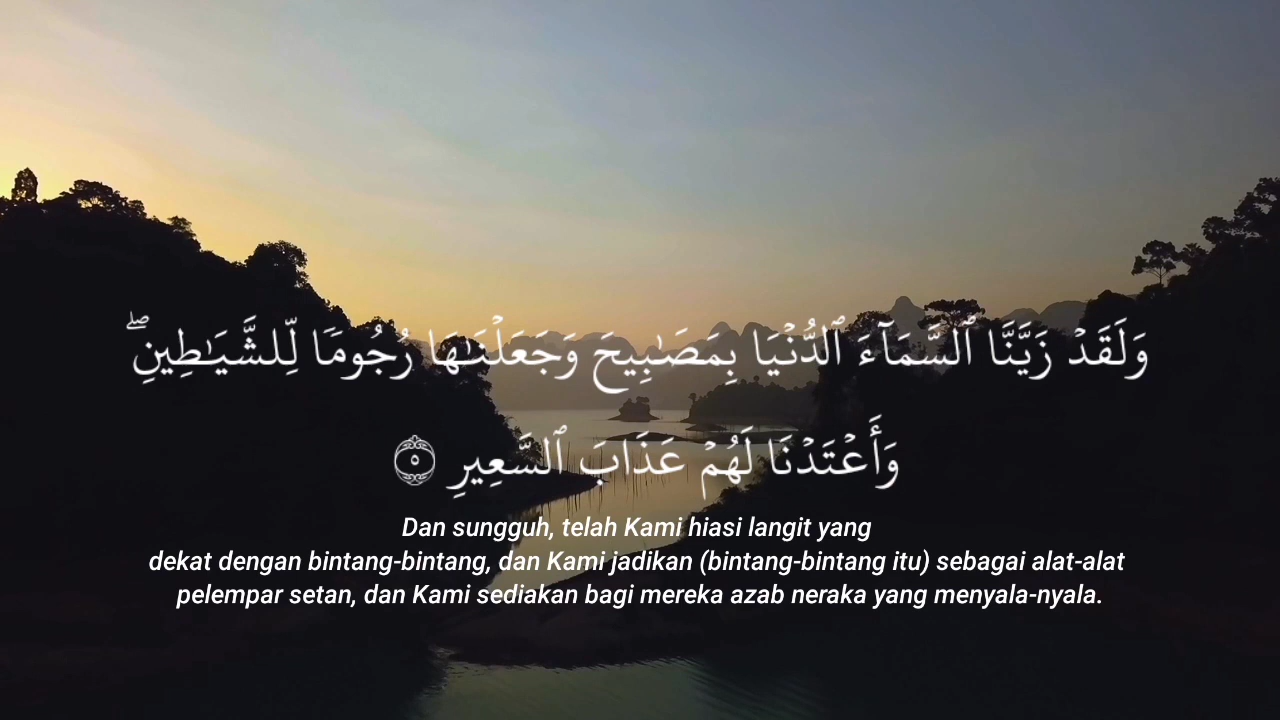 وَلَقَدْ زَيَّنَّا ٱلسَّمَآءَ ٱلدُّنْيَا بِمَصَٰبِيحَ وَجَعَلْنَٰهَا رُجُومًا لِّلشَّيَٰطِينِ ۖ
وَأَعْتَدْنَا لَهُمْ عَذَابَ ٱلسَّعِيرِ ٥
Dan sungguh, telah Kami hiasi langit yang
dekat dengan bintang-bintang, dan Kami jadikan (bintang-bintang itu) sebagai alat-alat
pelempar setan, dan Kami sediakan bagi mereka azab neraka yang menyala-nyala.